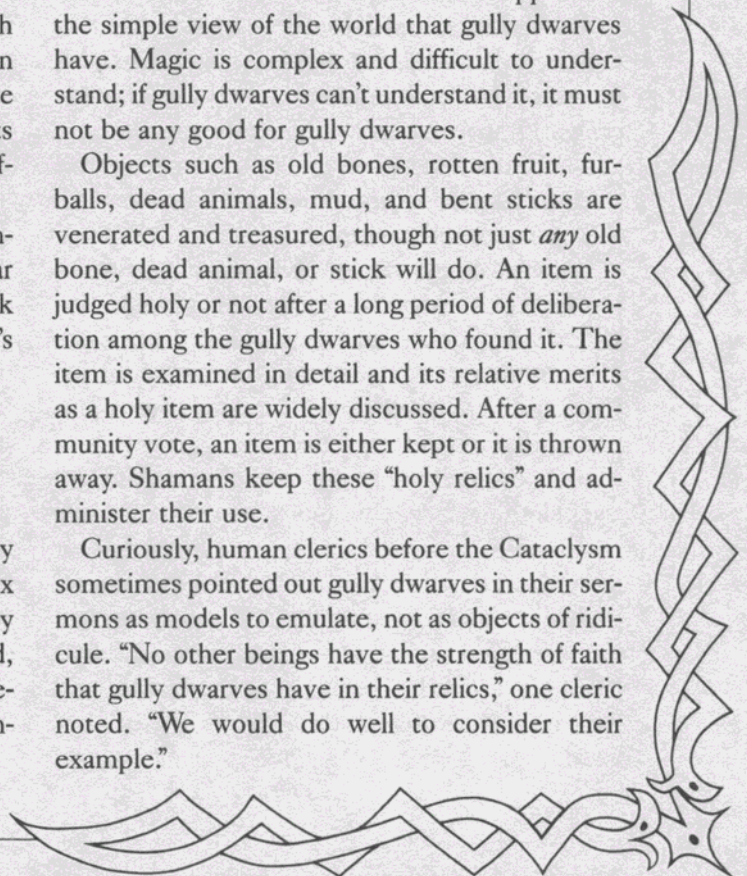 the simple view of the world that gully dwarves
have. Magic is complex and difficult to under-
stand; if gully dwarves can't understand it, it must
not be any good for gully dwarves.
Objects such as old bones, rotten fruit, fur-
balls, dead animals, mud, and bent sticks are
venerated and treasured, though not just any old
bone, dead animal, or stick will do. An item is
judged holy or not after a long period of delibera-
tion among the gully dwarves who found it. The
item is examined in detail and its relative merits
as a holy item are widely discussed. After a com-
munity vote, an item is either kept or it is thrown
away. Shamans keep these “holy relics” and ad-
minister their use.
Curiously, human clerics before the Cataclysm
sometimes pointed out gully dwarves in their ser-
mons as models to emulate, not as objects of ridi-
cule. “No other beings have the strength of faith
that gully dwarves have in their relics,” one cleric
noted. “We would do well to consider their
example.”